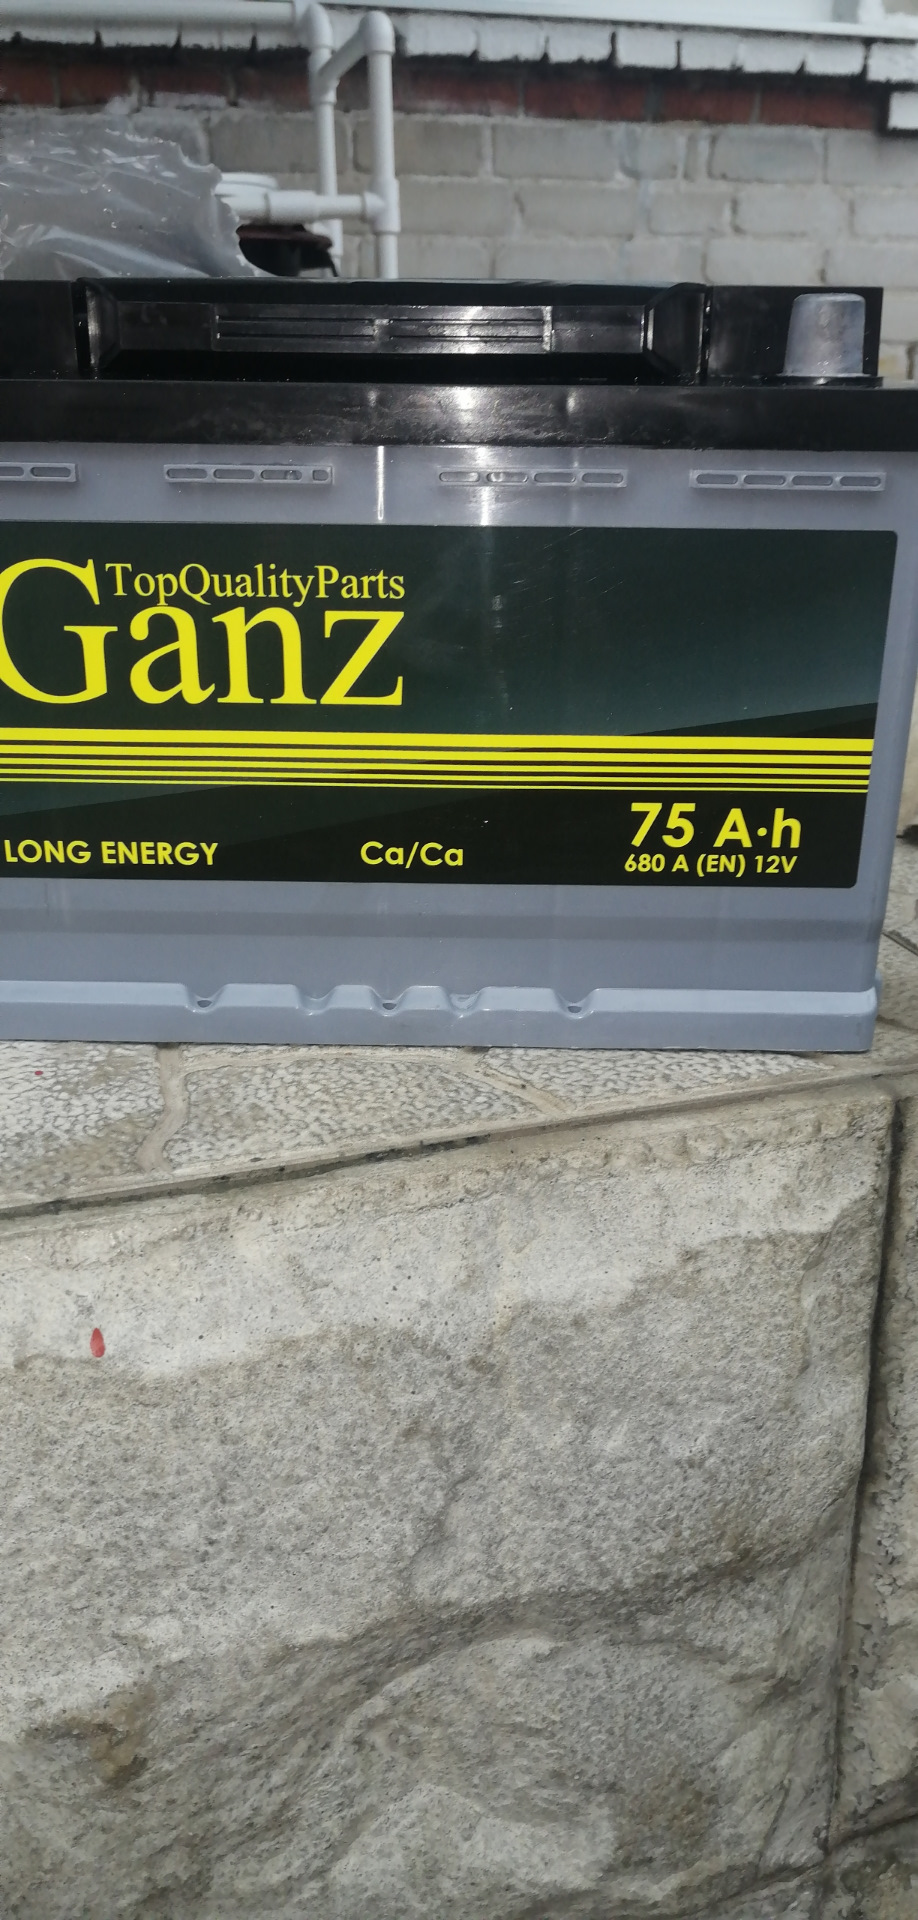 TopQualityParts
Ganz
75 A·h
LONG ENERGY Ca/Ca 680 A (EN) 12V